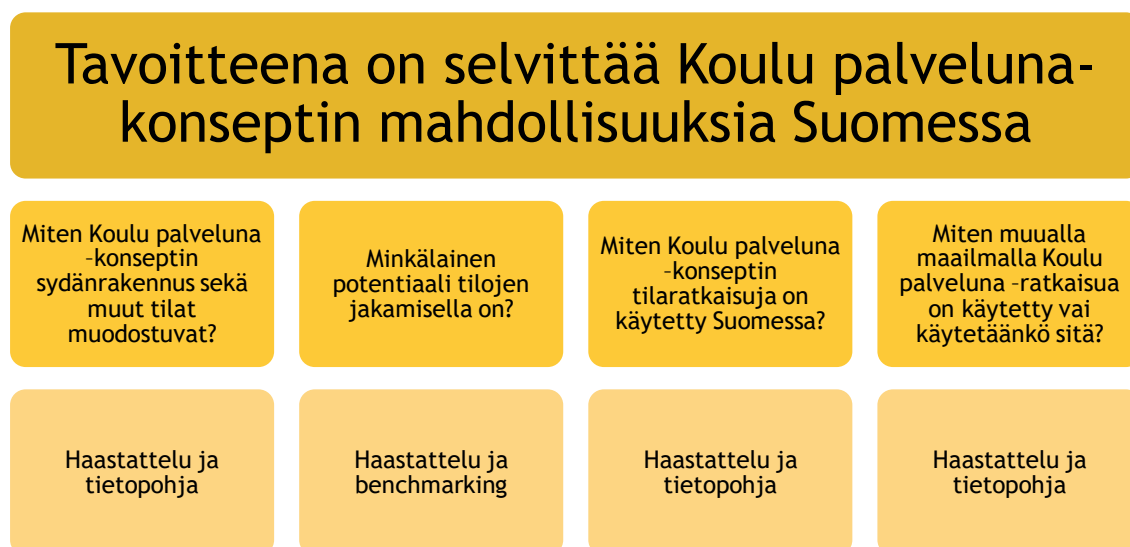 Tavoitteena on selvittää Koulu palveluna-
konseptin mahdollisuuksia Suomessa
Miten Koulu palveluna
–konseptin
sydänrakennus sekä
muut tilat
muodostuvat?
Minkälainen
potentiaali tilojen
jakamisella on?
Miten Koulu palveluna
–konseptin
tilaratkaisuja on
käytetty Suomessa?
Miten muualla
maailmalla Koulu
palveluna –ratkaisua
on käytetty vai
käytetäänkö sitä?
Haastattelu ja
tietopohja
Haastattelu ja
benchmarking
Haastattelu ja
tietopohja
Haastattelu ja
tietopohja